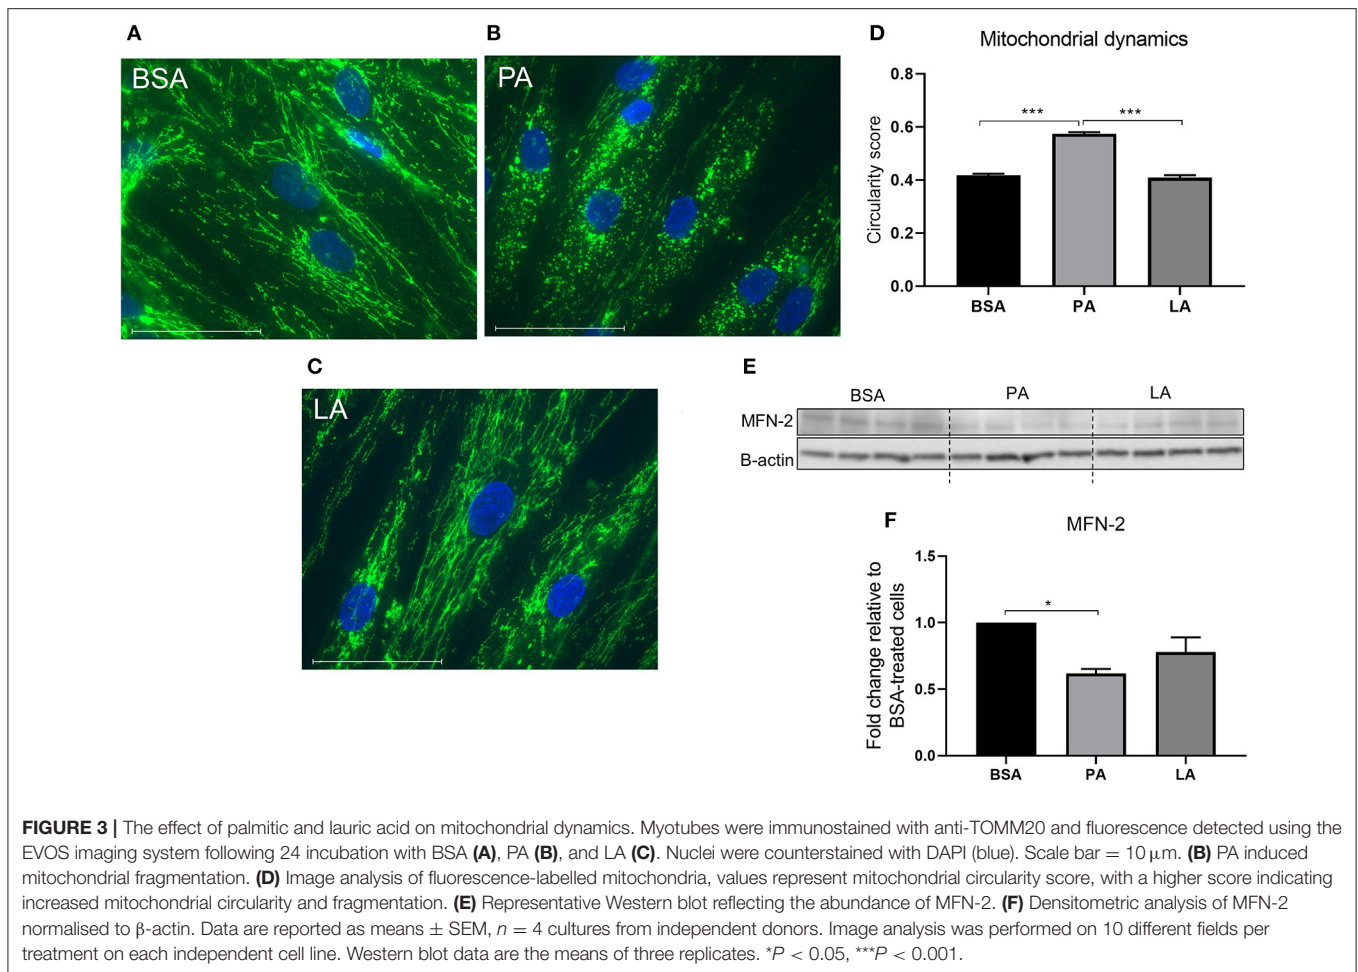 A
BSA
B
PA
C
LA
D
Mitochondrial dynamics
Circularity score
0.8
0.6
0.4
0.2
0.0
***
***
BSA PA LA
E
BSA PA LA
MFN-2
B-actin
F
MFN-2
Fold change relative to
BSA-treated cells
1.5
1.0
0.5
0.0
*
BSA PA LA
FIGURE 3 | The effect of palmitic and lauric acid on mitochondrial dynamics. Myotubes were immunostained with anti-TOMM20 and fluorescence detected using the
EVOS imaging system following 24 incubation with BSA (A), PA (B), and LA (C). Nuclei were counterstained with DAPI (blue). Scale bar = 10 μm. (B) PA induced
mitochondrial fragmentation. (D) Image analysis of fluorescence-labelled mitochondria, values represent mitochondrial circularity score, with a higher score indicating
increased mitochondrial circularity and fragmentation. (E) Representative Western blot reflecting the abundance of MFN-2. (F) Densitometric analysis of MFN-2
normalised to β-actin. Data are reported as means ± SEM, n = 4 cultures from independent donors. Image analysis was performed on 10 different fields per
treatment on each independent cell line. Western blot data are the means of three replicates. *P < 0.05, ***P < 0.001.